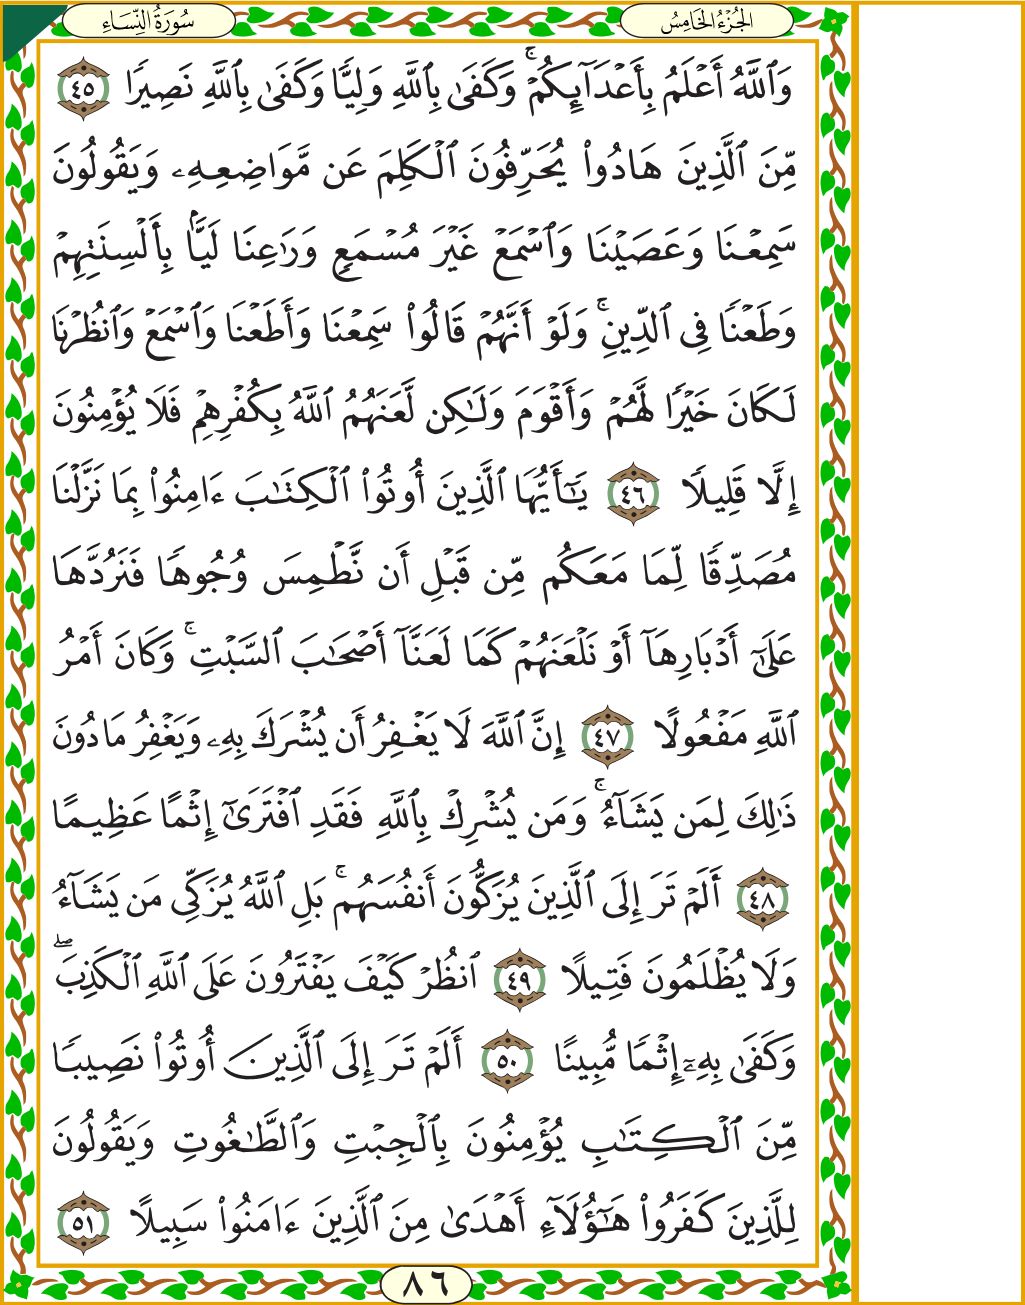 الجُزْءُ الخَامِسُ
سُورَةُ النِّسَاءِ
وَٱللَّهُ أَعْلَمُ بِأَعْدَآئِكُمْۚ وَكَفَىٰ بِٱللَّهِ وَلِيًّا وَكَفَىٰ بِٱللَّهِ نَصِيرًا ٤٥
مِّنَ ٱلَّذِينَ هَادُوا۟ يُحَرِّفُونَ ٱلْكَلِمَ عَن مَّوَاضِعِهِۦ وَيَقُولُونَ
سَمِعْنَا وَعَصَيْنَا وَٱسْمَعْ غَيْرَ مُسْمَعٍ وَرَٰعِنَا لَيًّۢا بِأَلْسِنَتِهِمْ
وَطَعْنًا فِى ٱلدِّينِۚ وَلَوْ أَنَّهُمْ قَالُوا۟ سَمِعْنَا وَأَطَعْنَا وَٱسْمَعْ وَٱنظُرْنَا
لَكَانَ خَيْرًا لَّهُمْ وَأَقْوَمَ وَلَٰكِن لَّعَنَهُمُ ٱللَّهُ بِكُفْرِهِمْ فَلَا يُؤْمِنُونَ
إِلَّا قَلِيلًا ٤٦ يَٰٓأَيُّهَا ٱلَّذِينَ أُوتُوا۟ ٱلْكِتَٰبَ ءَامِنُوا۟ بِمَا نَزَّلْنَا
مُصَدِّقًا لِّمَا مَعَكُم مِّن قَبْلِ أَن نَّطْمِسَ وُجُوهًا فَنَرُدَّهَا
عَلَىٰٓ أَدْبَارِهَآ أَوْ نَلْعَنَهُمْ كَمَا لَعَنَّآ أَصْحَٰبَ ٱلسَّبْتِۚ وَكَانَ أَمْرُ
ٱللَّهِ مَفْعُولًا ٤٧ إِنَّ ٱللَّهَ لَا يَغْفِرُ أَن يُشْرَكَ بِهِۦ وَيَغْفِرُ مَا دُونَ
ذَٰلِكَ لِمَن يَشَآءُۚ وَمَن يُشْرِكْ بِٱللَّهِ فَقَدِ ٱفْتَرَىٰٓ إِثْمًا عَظِيمًا
٤٨ أَلَمْ تَرَ إِلَى ٱلَّذِينَ يُزَكُّونَ أَنفُسَهُمۚ بَلِ ٱللَّهُ يُزَكِّى مَن يَشَآءُ
وَلَا يُظْلَمُونَ فَتِيلًا ٤٩ ٱنظُرْ كَيْفَ يَفْتَرُونَ عَلَى ٱللَّهِ ٱلْكَذِبَۖ
وَكَفَىٰ بِهِۦٓ إِثْمًا مُّبِينًا ٥٠ أَلَمْ تَرَ إِلَى ٱلَّذِينَ أُوتُوا۟ نَصِيبًا
مِّنَ ٱلْكِتَٰبِ يُؤْمِنُونَ بِٱلْجِبْتِ وَٱلطَّٰغُوتِ وَيَقُولُونَ
لِلَّذِينَ كَفَرُوا۟ هَٰٓؤُلَآءِ أَهْدَىٰ مِنَ ٱلَّذِينَ ءَامَنُوا۟ سَبِيلًا ٥١
٨٦